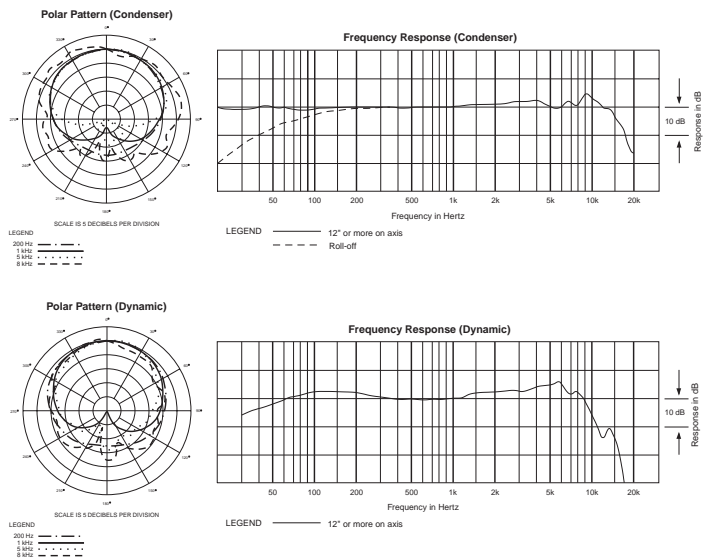 Polar Pattern (Condenser)
SCALE IS 5 DECIBELS PER DIVISION
LEGEND
200 Hz
1 kHz
5 kHz
8 kHz
Frequency Response (Condenser)
10 dB
Response in dB
50 100 200 500 1k 2k 5k 10k 20k
Frequency in Hertz
LEGEND 12" or more on axis
Roll-off
Polar Pattern (Dynamic)
SCALE IS 5 DECIBELS PER DIVISION
LEGEND
200 Hz
1 kHz
5 kHz
8 kHz
Frequency Response (Dynamic)
10 dB
Response in dB
50 100 200 500 1k 2k 5k 10k 20k
Frequency in Hertz
LEGEND 12" or more on axis